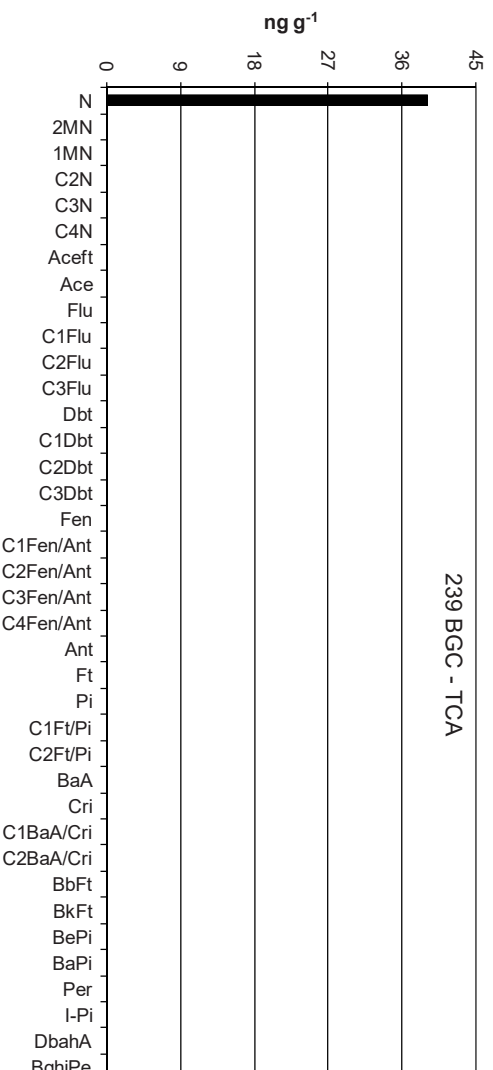 ng g-1
0
9
18
27
36
45
N
2MN
1MN
C2N
C3N
C4N
Aceft
Ace
Flu
C1Flu
C2Flu
C3Flu
Dbt
C1Dbt
C2Dbt
C3Dbt
Fen
C1Fen/Ant
C2Fen/Ant
C3Fen/Ant
C4Fen/Ant
Ant
Ft
Pi
C1Ft/Pi
C2Ft/Pi
BaA
Cri
C1BaA/Cri
C2BaA/Cri
BbFt
BkFt
BePi
BaPi
Per
I-Pi
DbahA
BghiPe
239 BGC - TCA